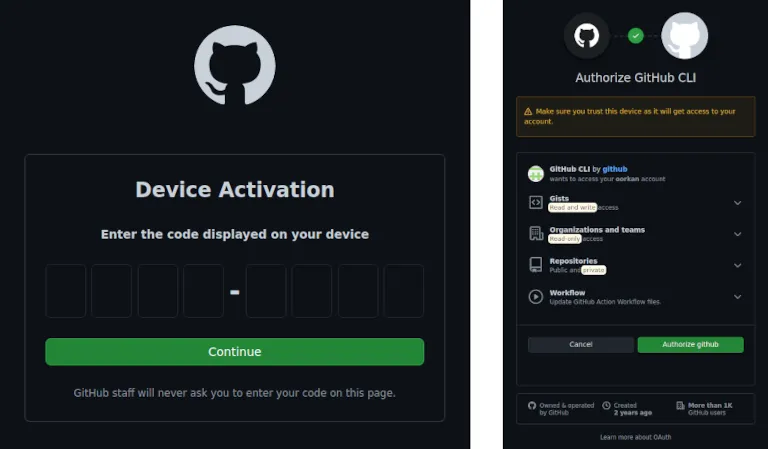 Device Activation
Enter the code displayed on your device
-
Continue
GitHub staff will never ask you to enter your code on this page.
Authorize GitHub CLI
Make sure you trust this device as it will get access to your
account.
GitHub CLI by github
wants to access your oorkan account
Gists
Read and write access
Organizations and teams
Read-only access
Repositories
Public and private
Workflow
Update GitHub Action Workflow files.
Cancel
Authorize github
Owned & operated
by GitHub
Created
2 years ago
More than 1K
GitHub users
Learn more about OAuth